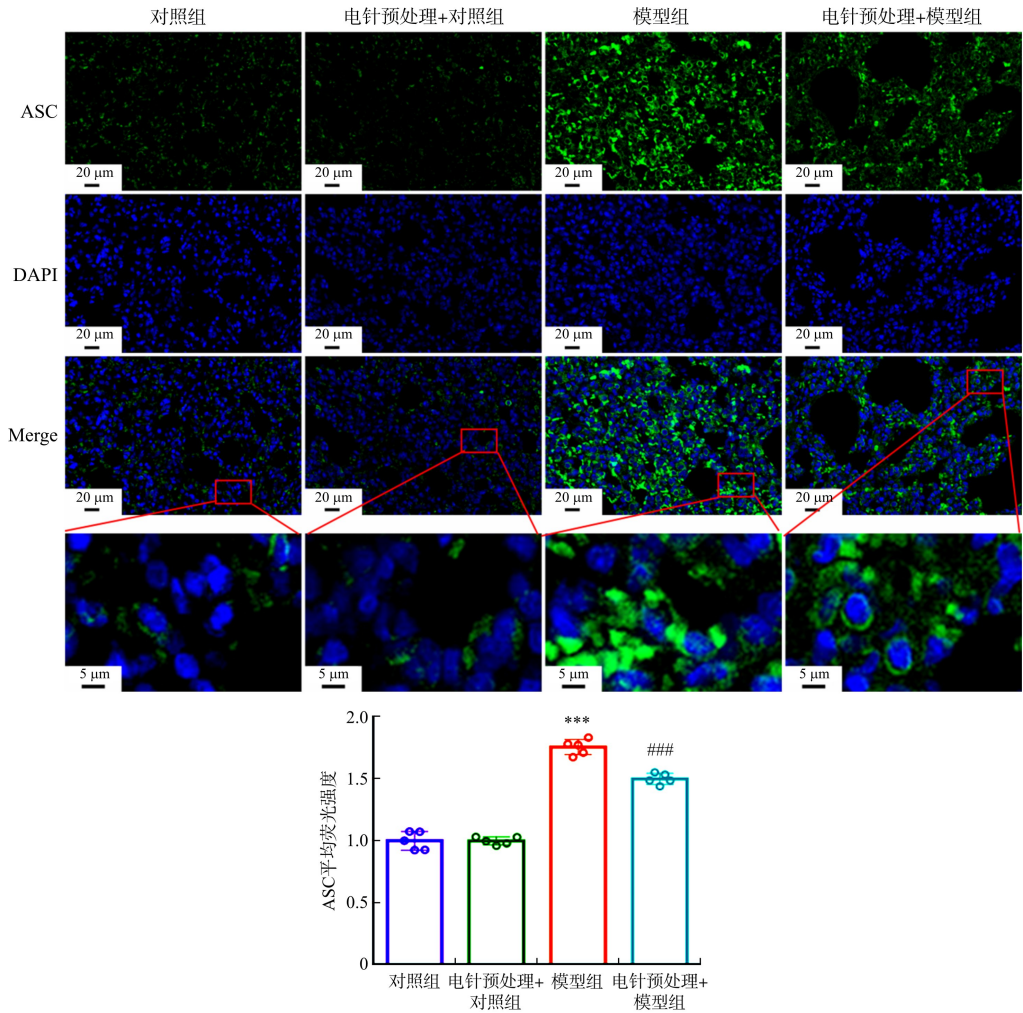 对照组 电针预处理+对照组 模型组 电针预处理+模型组
ASC
20 μm 20 μm 20 μm 20 μm
DAPI
20 μm 20 μm 20 μm 20 μm
Merge
20 μm 20 μm 20 μm 20 μm
5 μm 5 μm 5 μm 5 μm
ASC平均荧光强度
2.0
1.5
1.0
0.5
0
***
###
对照组 电针预处理+ 模型组 电针预处理+
对照组 模型组